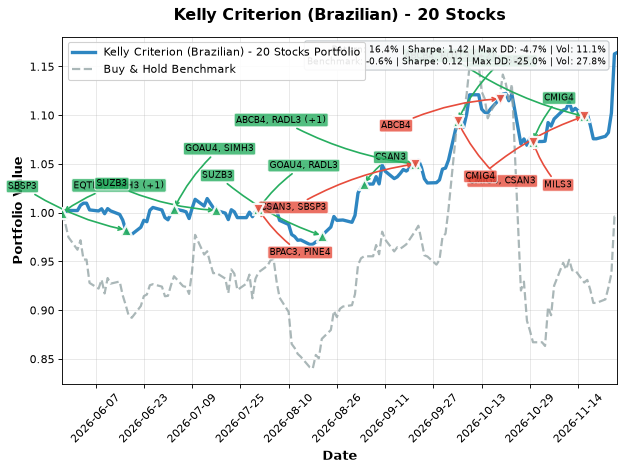 Kelly Criterion (Brazilian) - 20 Stocks
Kelly Criterion (Brazilian) - 20 Stocks Portfolio
Buy & Hold Benchmark
16.4% | Sharpe: 1.42 | Max DD: -4.7% | Vol: 11.1%
-0.6% | Sharpe: 0.12 | Max DD: -25.0% | Vol: 27.8%
1.15
1.10
1.05
1.00
0.95
0.90
0.85
Portfolio Value
CMIG4
ABCB4, RADL3 (+1)
ABCB4
GOAU4, SIMH3
CSAN3
GOAU4, RADL3
SUZB3
CMIG4
CSAN3
MILS3
SBSP3
SUZB3
(+1)
SBSP3
BPAC3, PINE4
2026-06-07
2026-06-23
2026-07-09
2026-07-25
2026-08-10
2026-08-26
2026-09-11
2026-09-27
2026-10-13
2026-10-29
2026-11-14
Date